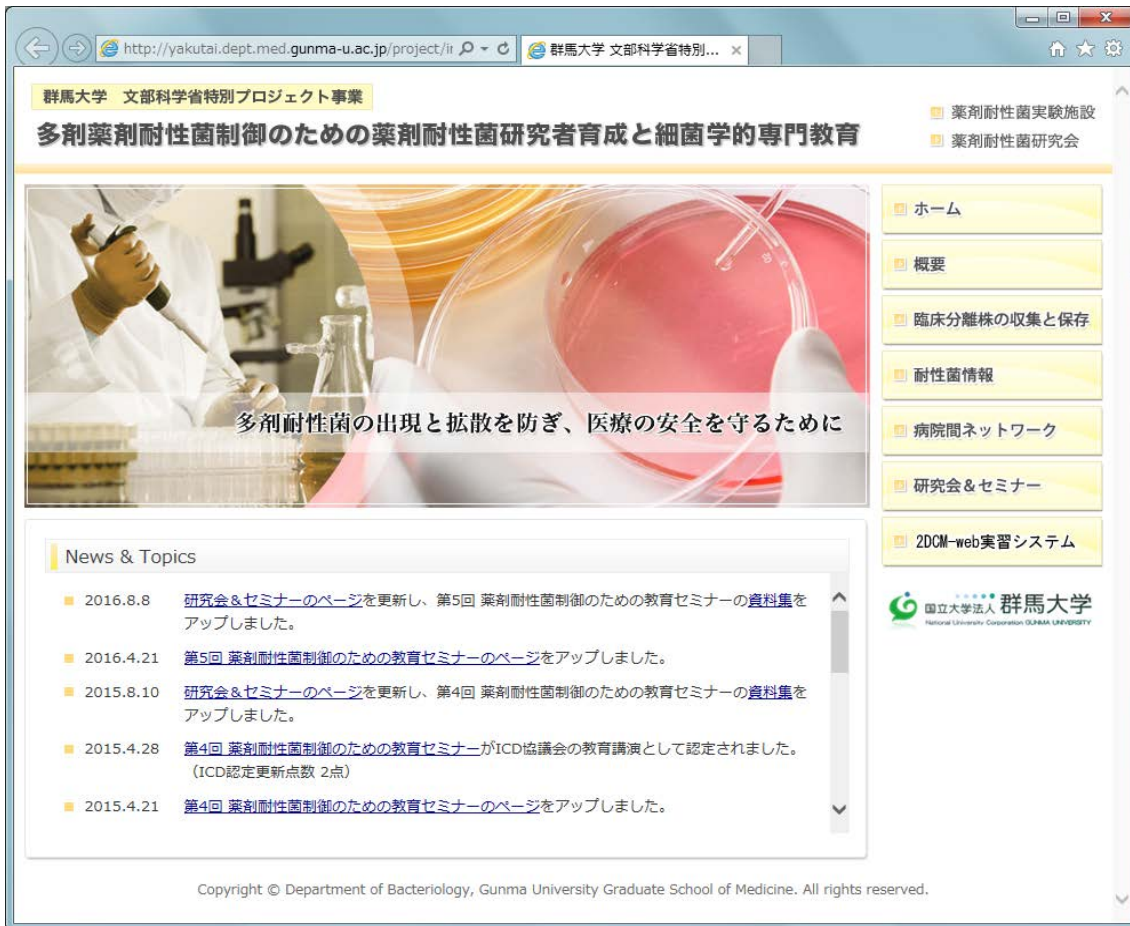 http://yakutai.dept.med.gunma-u.ac.jp/project/ir
群馬大学 文部科学省特別...
群馬大学 文部科学省特別プロジェクト事業
多剤薬剤耐性菌制御のための薬剤耐性菌研究者育成と細菌学的専門教育
薬剤耐性菌実験施設
薬剤耐性菌研究会
多剤耐性菌の出現と拡散を防ぎ、医療の安全を守るために
ホーム
概要
臨床分離株の収集と保存
耐性菌情報
病院間ネットワーク
研究会&セミナー
2DCM-web実習システム
国立大学法人 群馬大学
National University Corporation GUNMA UNIVERSITY
News & Topics
2016.8.8 研究会&セミナーのページを更新し、第5回 薬剤耐性菌制御のための教育セミナーの資料集を
アップしました。
2016.4.21 第5回 薬剤耐性菌制御のための教育セミナーのページをアップしました。
2015.8.10 研究会&セミナーのページを更新し、第4回 薬剤耐性菌制御のための教育セミナーの資料集を
アップしました。
2015.4.28 第4回 薬剤耐性菌制御のための教育セミナーがICD協議会の教育講演として認定されました。
（ICD認定更新点数 2点）
2015.4.21 第4回 薬剤耐性菌制御のための教育セミナーのページをアップしました。
Copyright © Department of Bacteriology, Gunma University Graduate School of Medicine. All rights reserved.